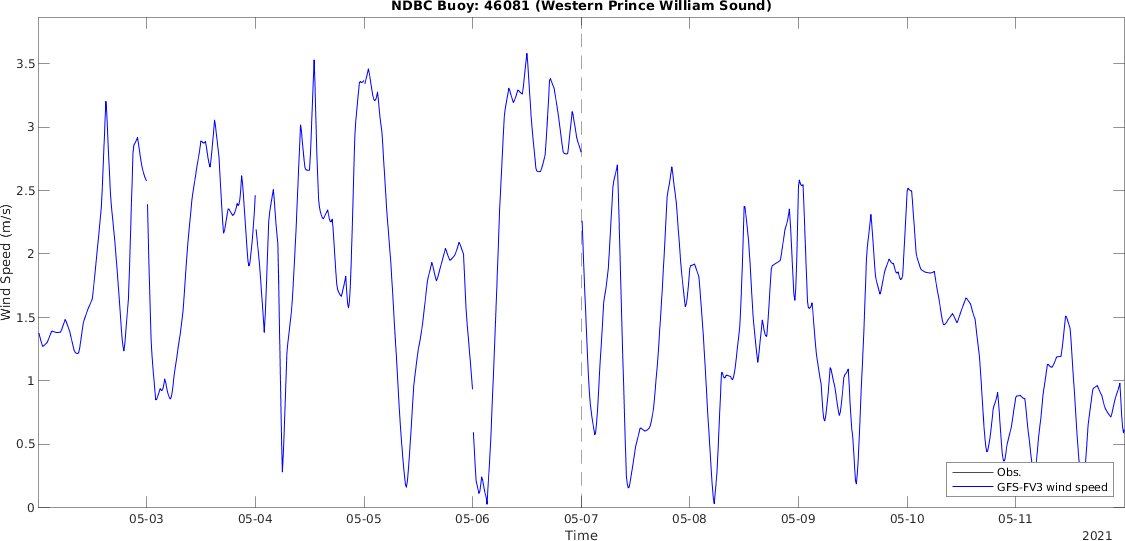 NDBC Buoy: 46081 (Western Prince William Sound)
Wind Speed (m/s)
3.5
3
2.5
2
1.5
1
0.5
0
05-03 05-04 05-05 05-06 05-07 05-08 05-09 05-10 05-11
Time
2021
Obs.
GFS-FV3 wind speed